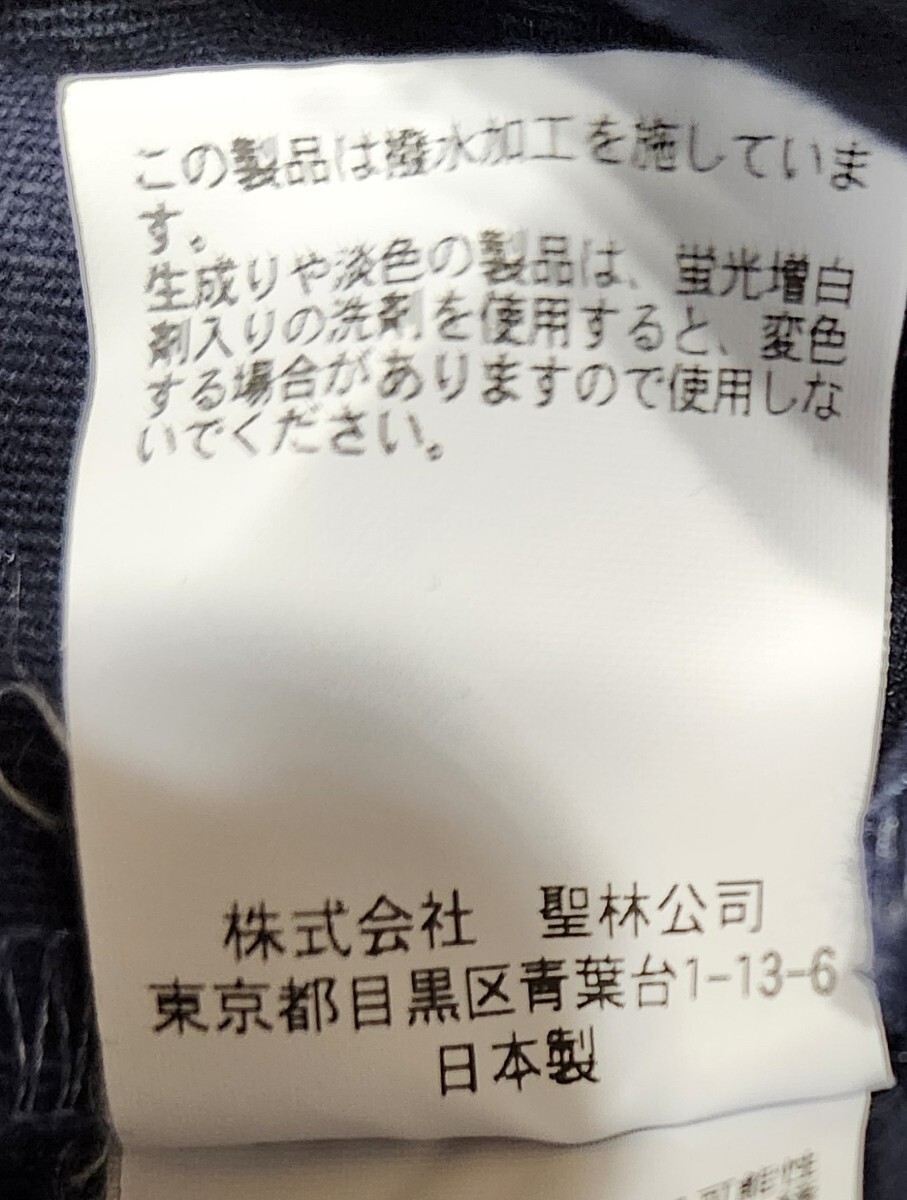 この製品は撥水加工を施していま
す。
生成りや淡色の製品は、蛍光増白
剤入りの洗剤を使用すると、変色
する場合がありますので使用しな
いでください。
株式会社　聖林公司
東京都目黒区青葉台1-13-6
日本製
可能性